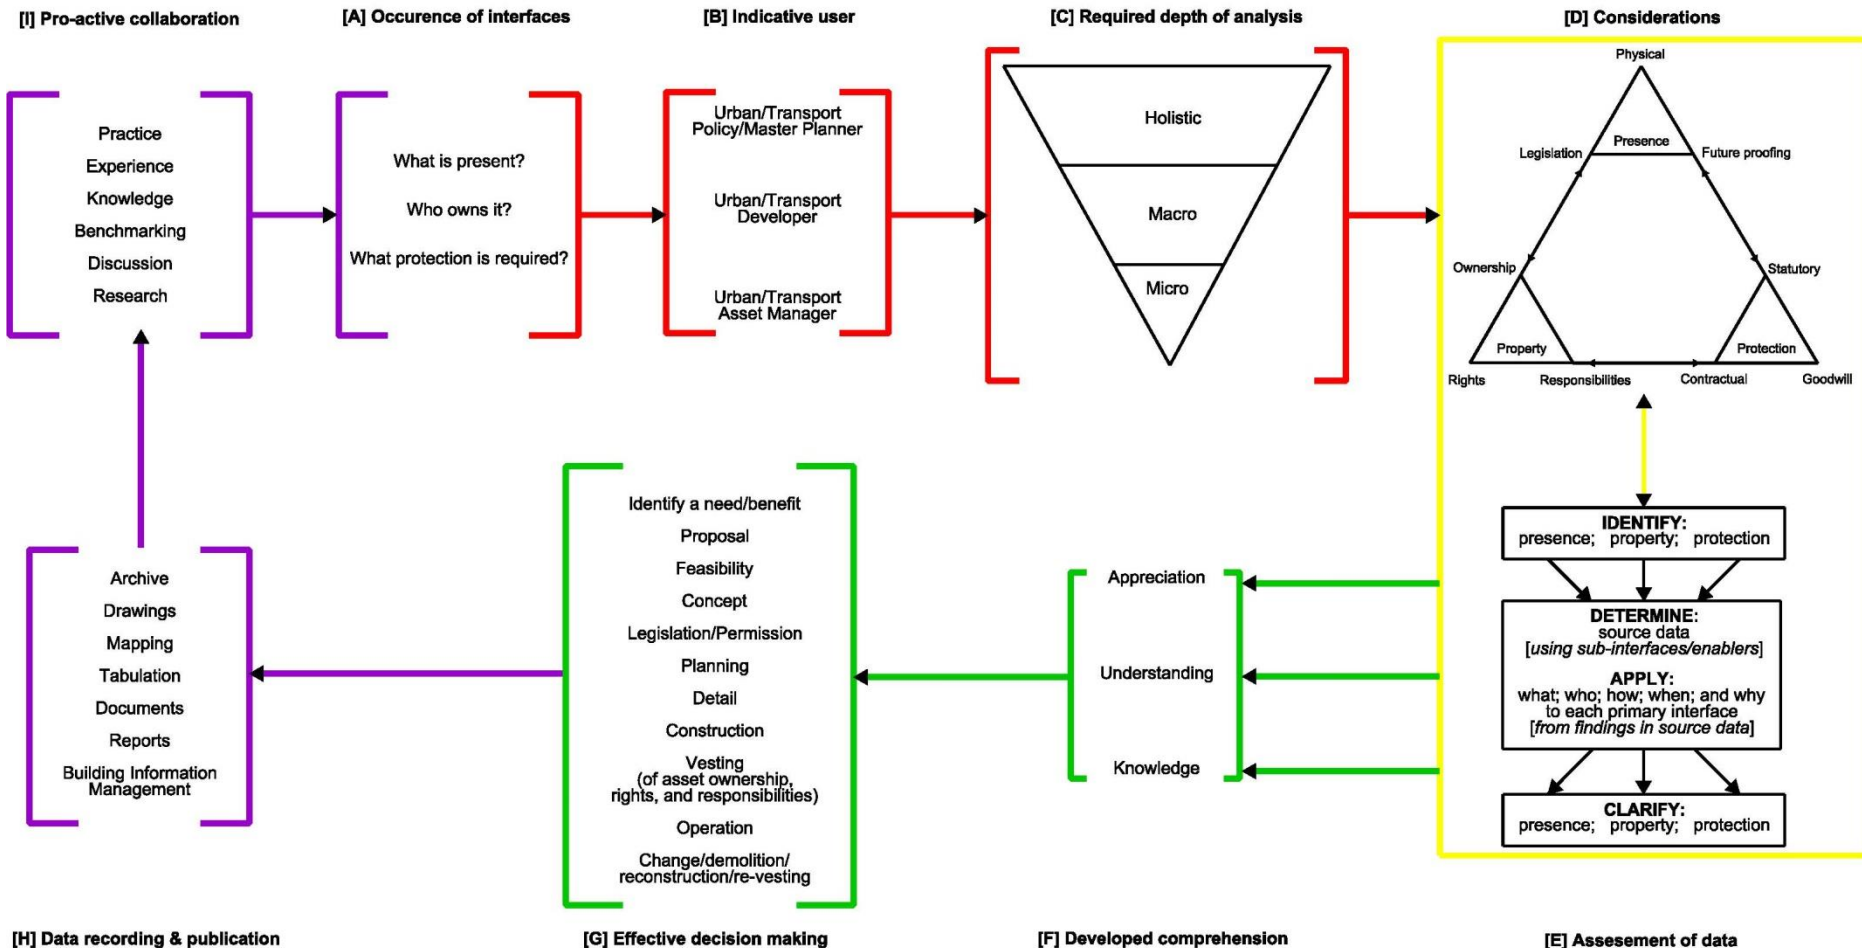 [I] Pro-active collaboration
[A] Occurence of interfaces
[B] Indicative user
[C] Required depth of analysis
[D] Considerations
Practice
Experience
Knowledge
Benchmarking
Discussion
Research
What is present?
Who owns it?
What protection is required?
Urban/Transport
Policy/Master Planner
Urban/Transport
Developer
Urban/Transport
Asset Manager
Holistic
Macro
Micro
Physical
Presence
Legislation
Future proofing
Ownership
Statutory
Property
Protection
Rights
Responsibilities
Contractual
Goodwill
IDENTIFY:
presence; property; protection
DETERMINE:
source data
[using sub-interfaces/enablers]
APPLY:
what; who; how; when; and why
to each primary interface
[from findings in source data]
CLARIFY:
presence; property; protection
Appreciation
Understanding
Knowledge
Identify a need/benefit
Proposal
Feasibility
Concept
Legislation/Permission
Planning
Detail
Construction
Vesting
(of asset ownership,
rights, and responsibilities)
Operation
Change/demolition/
reconstruction/re-vesting
Archive
Drawings
Mapping
Tabulation
Documents
Reports
Building Information
Management
[H] Data recording & publication
[G] Effective decision making
[F] Developed comprehension
[E] Assesement of data